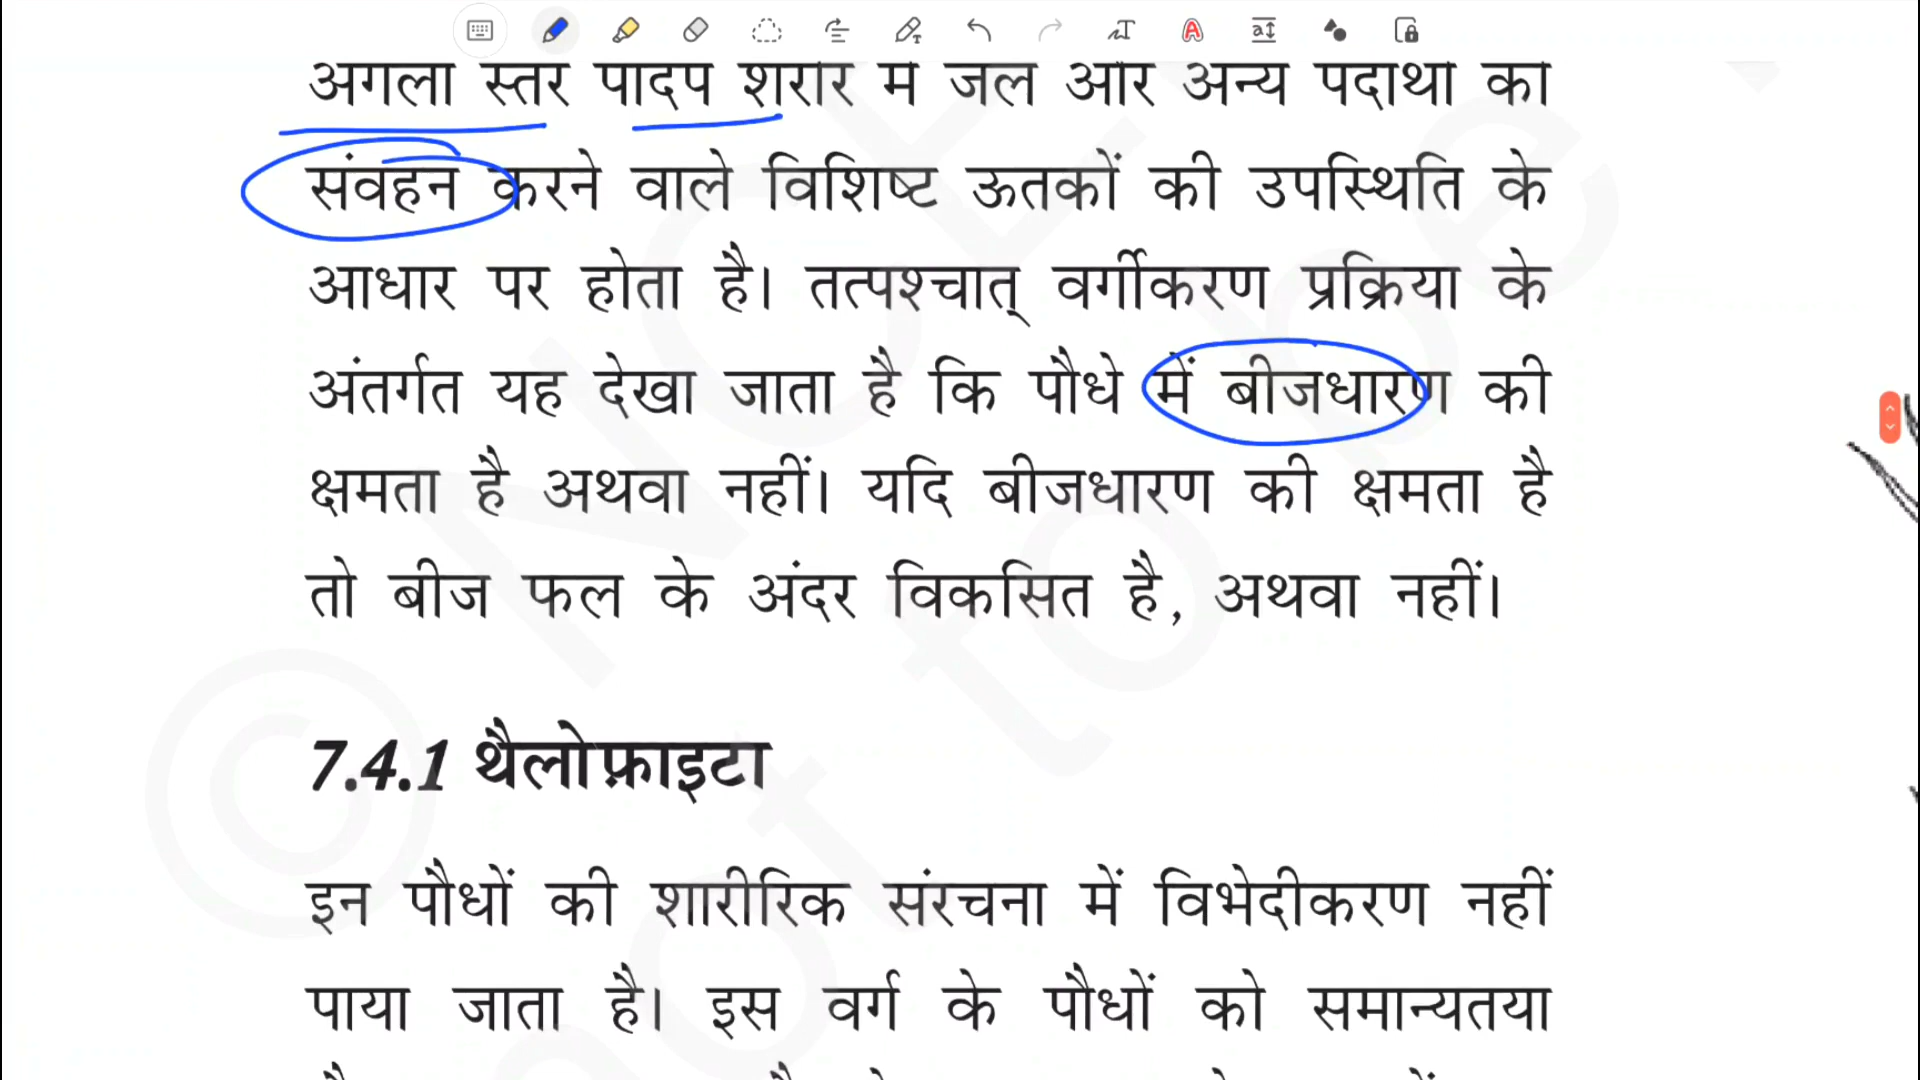 अगला स्तर पादप शरीर में जल और अन्य पदार्थों का
संवहन करने वाले विशिष्ट ऊतकों की उपस्थिति के
आधार पर होता है। तत्पश्चात् वर्गीकरण प्रक्रिया के
अंतर्गत यह देखा जाता है कि पौधे में बीजधारण की
क्षमता है अथवा नहीं। यदि बीजधारण की क्षमता है
तो बीज फल के अंदर विकसित है, अथवा नहीं।
7.4.1 थैलोफ़ाइटा
इन पौधों की शारीरिक संरचना में विभेदीकरण नहीं
पाया जाता है। इस वर्ग के पौधों को समान्यतया